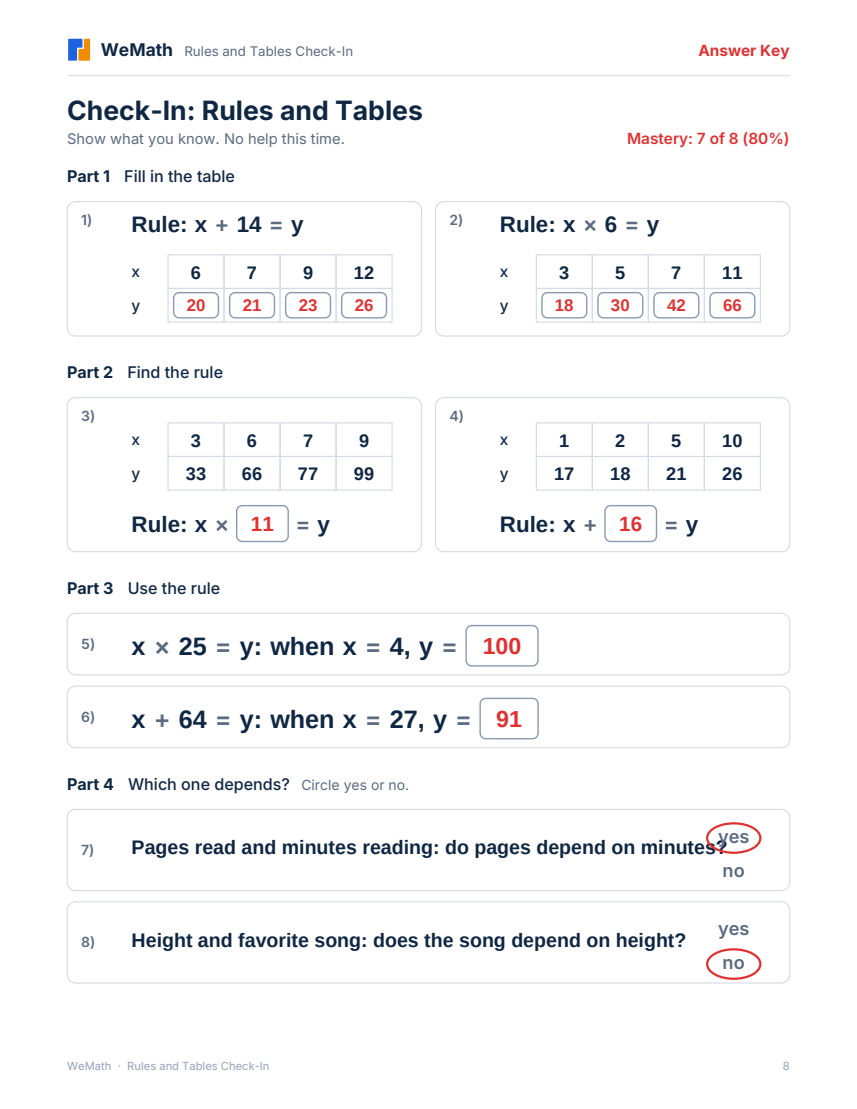 WeMath Rules and Tables Check-In Answer Key
Check-In: Rules and Tables
Show what you know. No help this time. Mastery: 7 of 8 (80%)
Part 1 Fill in the table
1) Rule: x + 14 = y
x 6 7 9 12
y 20 21 23 26
2) Rule: x × 6 = y
x 3 5 7 11
y 18 30 42 66
Part 2 Find the rule
3)
x 3 6 7 9
y 33 66 77 99
Rule: x × 11 = y
4)
x 1 2 5 10
y 17 18 21 26
Rule: x + 16 = y
Part 3 Use the rule
5) x × 25 = y: when x = 4, y = 100
6) x + 64 = y: when x = 27, y = 91
Part 4 Which one depends? Circle yes or no.
7) Pages read and minutes reading: do pages depend on minutes?
yes
no
8) Height and favorite song: does the song depend on height?
yes
no
WeMath · Rules and Tables Check-In 8